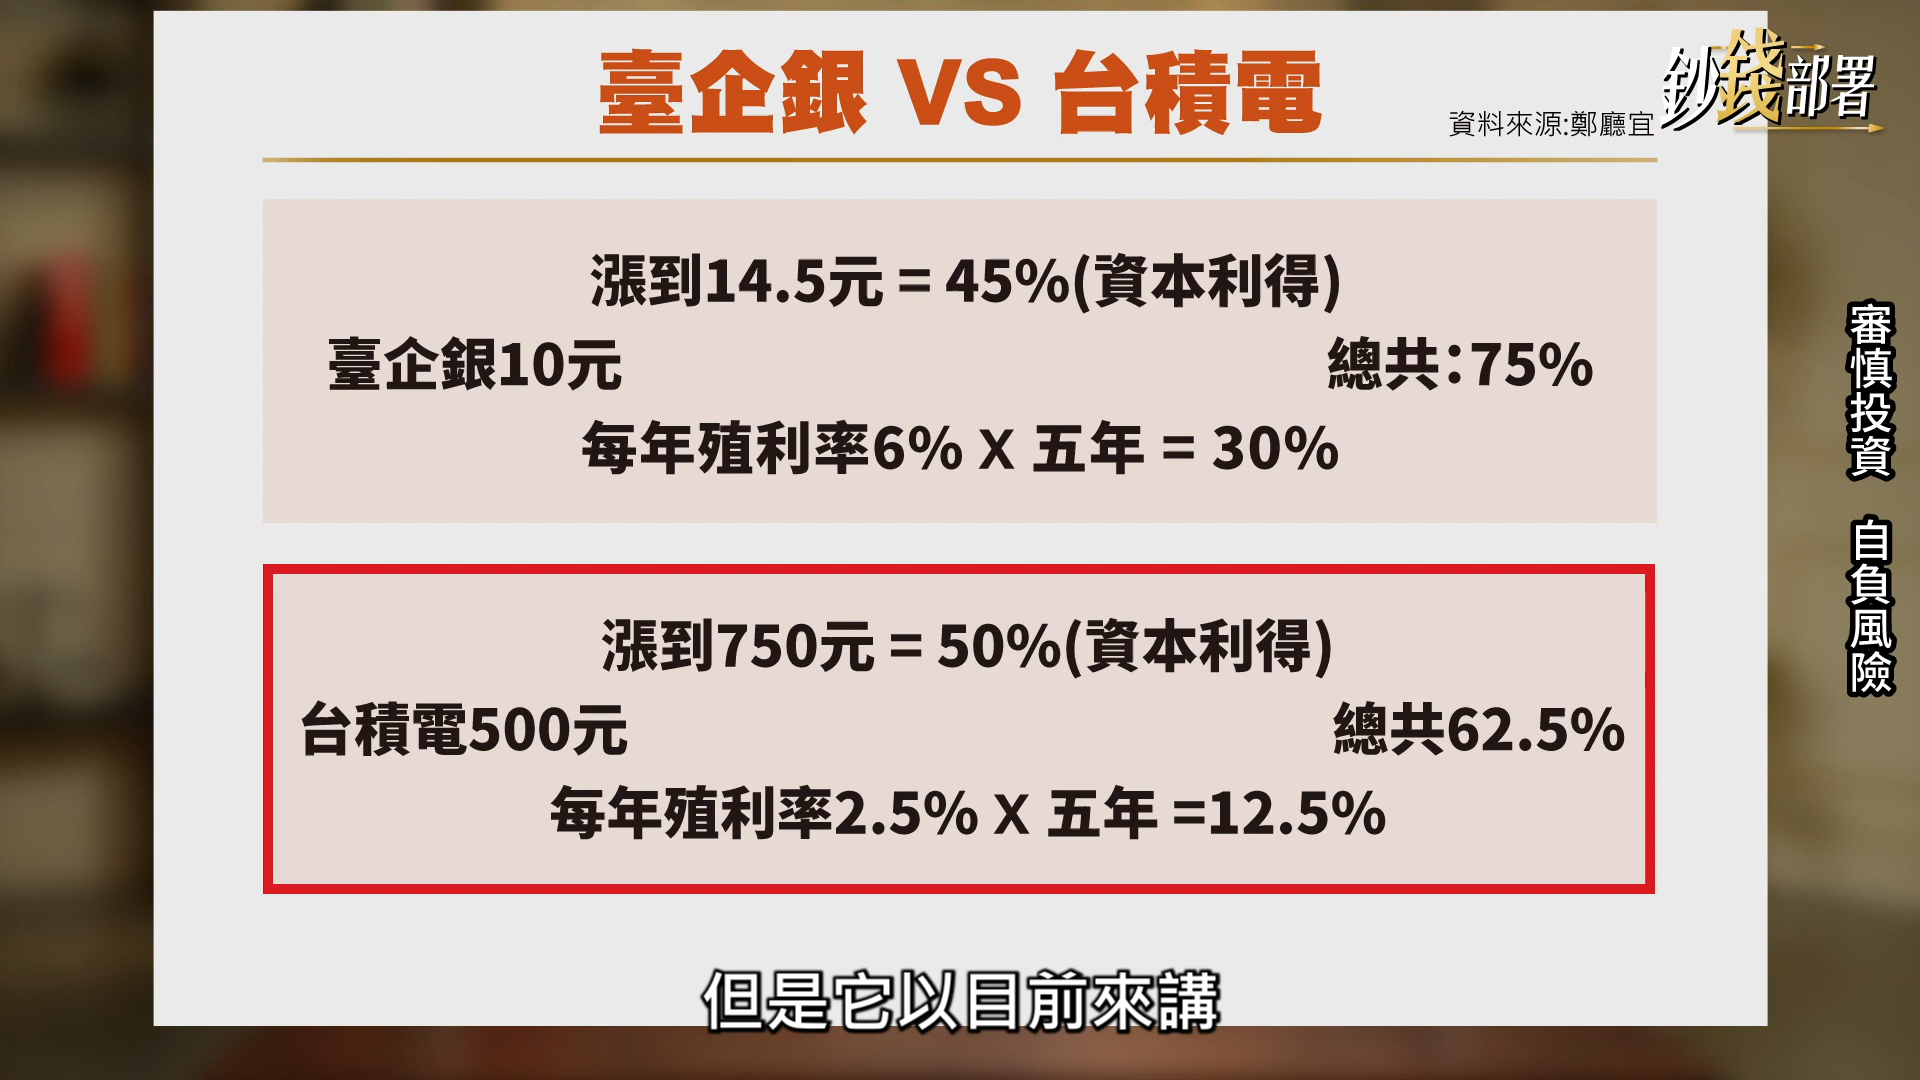 臺企銀 VS 台積電
資料來源:鄭廳宜
鈔錢部署
漲到14.5元 = 45%(資本利得)
臺企銀10元
總共:75%
每年殖利率6% X 五年 = 30%
漲到750元 = 50%(資本利得)
台積電500元
總共62.5%
每年殖利率2.5% X 五年 =12.5%
審慎投資 自負風險
但是它以目前來講